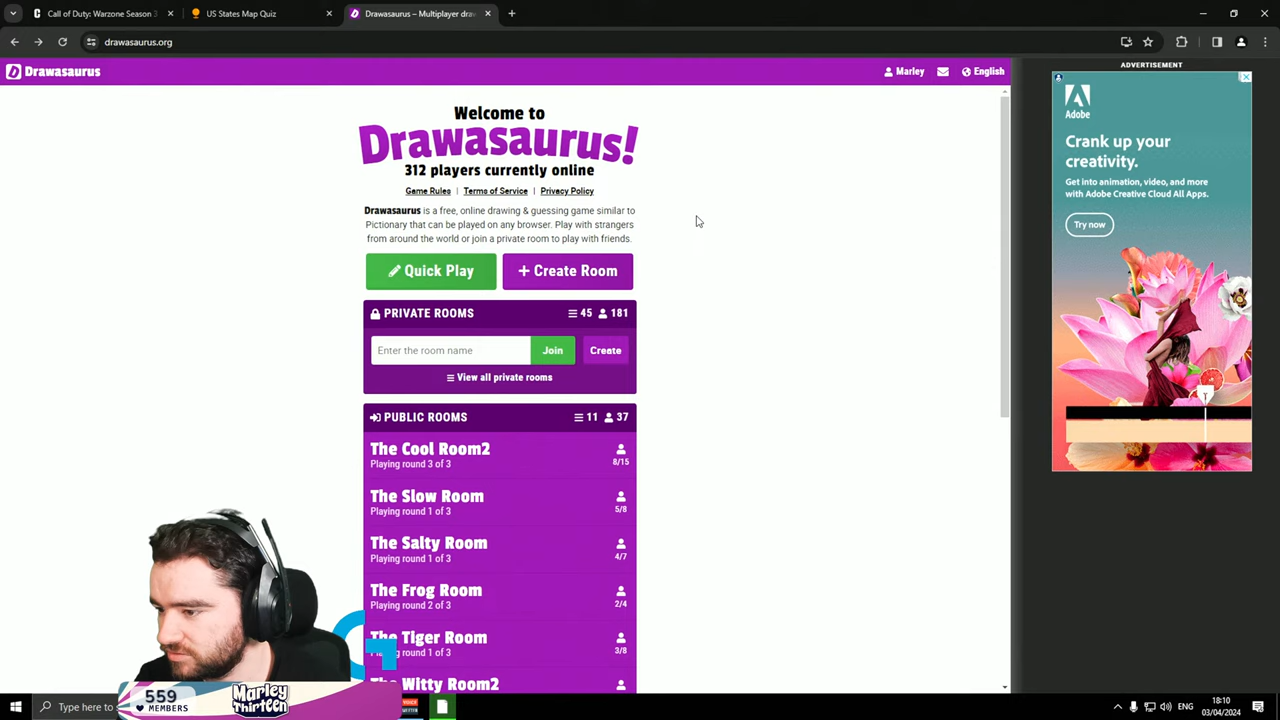 Call of Duty: Warzone Season 3
US States Map Quiz
Drawasaurus – Multiplayer draw
drawasaurus.org
Drawasaurus
Marley
English
ADVERTISEMENT
Adobe
Crank up your
creativity.
Get into animation, video, and more
with Adobe Creative Cloud All Apps.
Try now
Welcome to
Drawasaurus!
312 players currently online
Game Rules | Terms of Service | Privacy Policy
Drawasaurus is a free, online drawing & guessing game similar to
Pictionary that can be played on any browser. Play with strangers
from around the world or join a private room to play with friends.
Quick Play
+ Create Room
PRIVATE ROOMS 45 181
Enter the room name
Join
Create
View all private rooms
PUBLIC ROOMS 11 37
The Cool Room2
Playing round 3 of 3
8/15
The Slow Room
Playing round 1 of 3
5/8
The Salty Room
Playing round 1 of 3
4/7
The Frog Room
Playing round 2 of 3
2/4
The Tiger Room
Playing round 1 of 3
3/8
The Witty Room2
Type here to
559
MEMBERS
Marley
Thirteen
ENG
18:10
03/04/2024